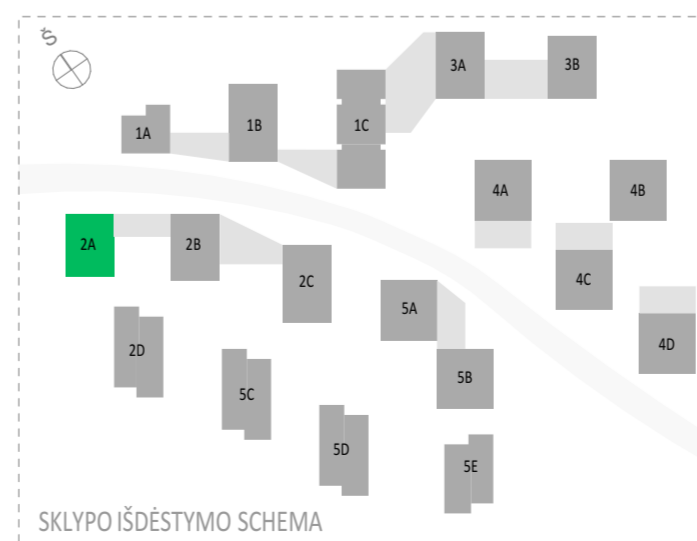 Š
3A
3B
1A
1B
1C
4A
4B
2A
2B
2C
4C
5A
2D
4D
5B
5C
5D
5E
SKLYPO IŠDĖSTYMO SCHEMA